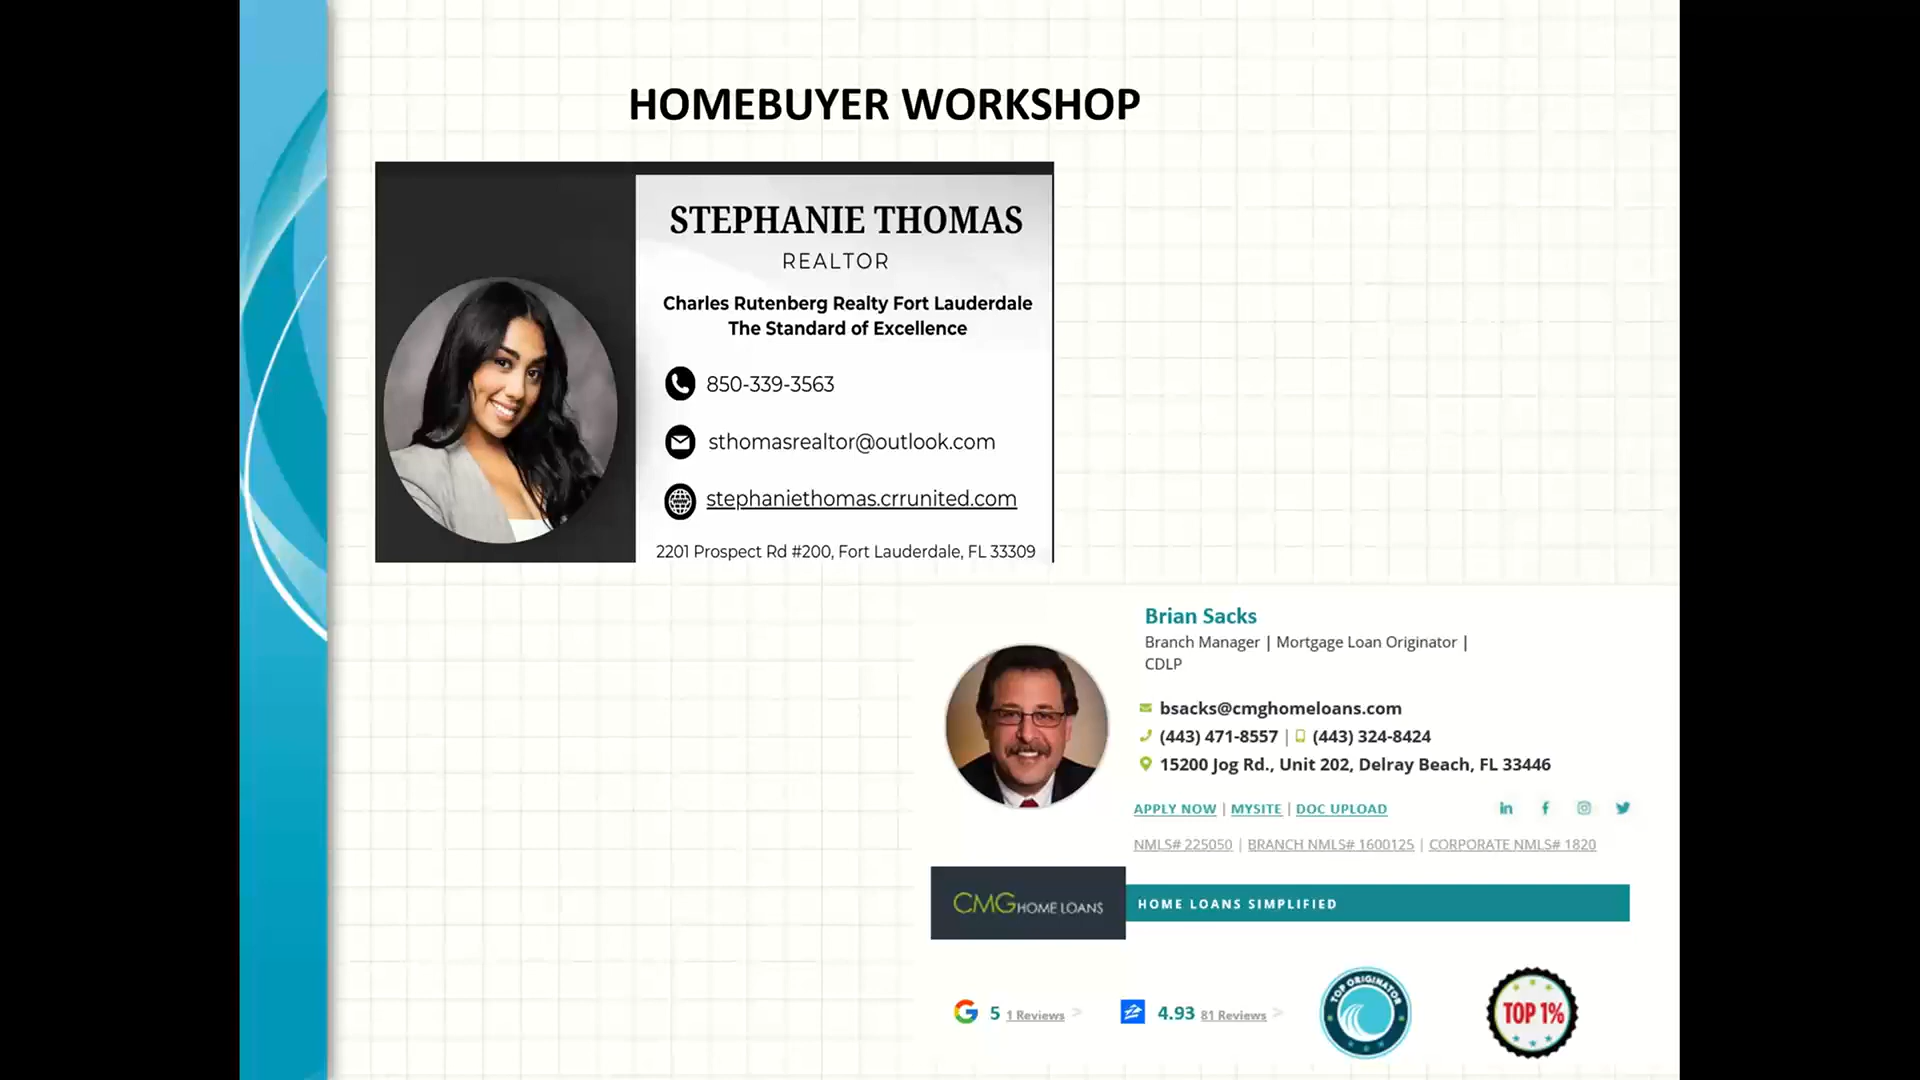 HOMEBUYER WORKSHOP
STEPHANIE THOMAS
REALTOR
Charles Rutenberg Realty Fort Lauderdale
The Standard of Excellence
850-339-3563
sthomasrealtor@outlook.com
stephaniethomas.crrunited.com
2201 Prospect Rd #200, Fort Lauderdale, FL 33309
Brian Sacks
Branch Manager | Mortgage Loan Originator |
CDLP
bsacks@cmghomeloans.com
(443) 471-8557 | (443) 324-8424
15200 Jog Rd., Unit 202, Delray Beach, FL 33446
APPLY NOW | MYSITE | DOC UPLOAD
NMLS# 225050 | BRANCH NMLS# 1600125 | CORPORATE NMLS# 1820
CMG HOME LOANS
HOME LOANS SIMPLIFIED
5 1 Reviews >
4.93 81 Reviews >
TOP ORIGINATOR
TOP 1%